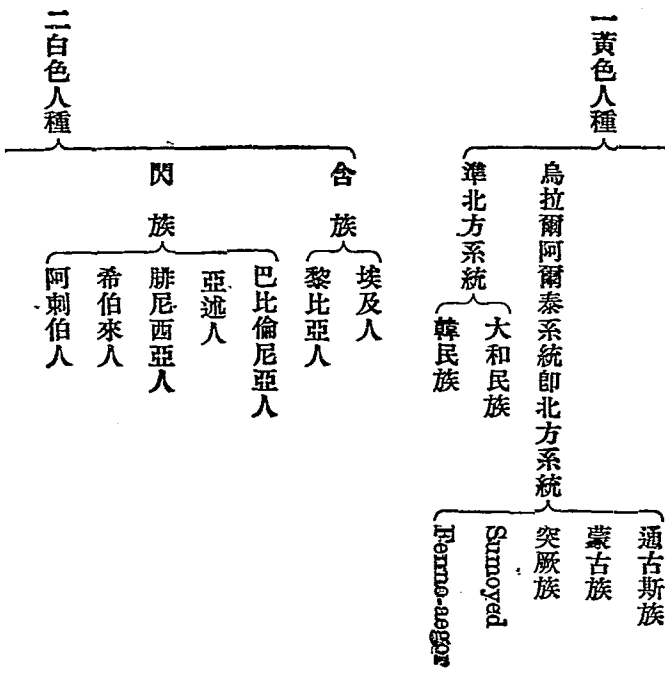 一黃色人種
烏拉爾阿爾泰系統卽北方系統
通古斯族
蒙古族
突厥族
Sumoyed
Fenno-aegor
準北方系統
大和民族
韓民族
二白色人種
含族
埃及人
黎比亞人
閃族
巴比倫尼亞人
亞述人
腓尼西亞人
希伯來人
阿剌伯人